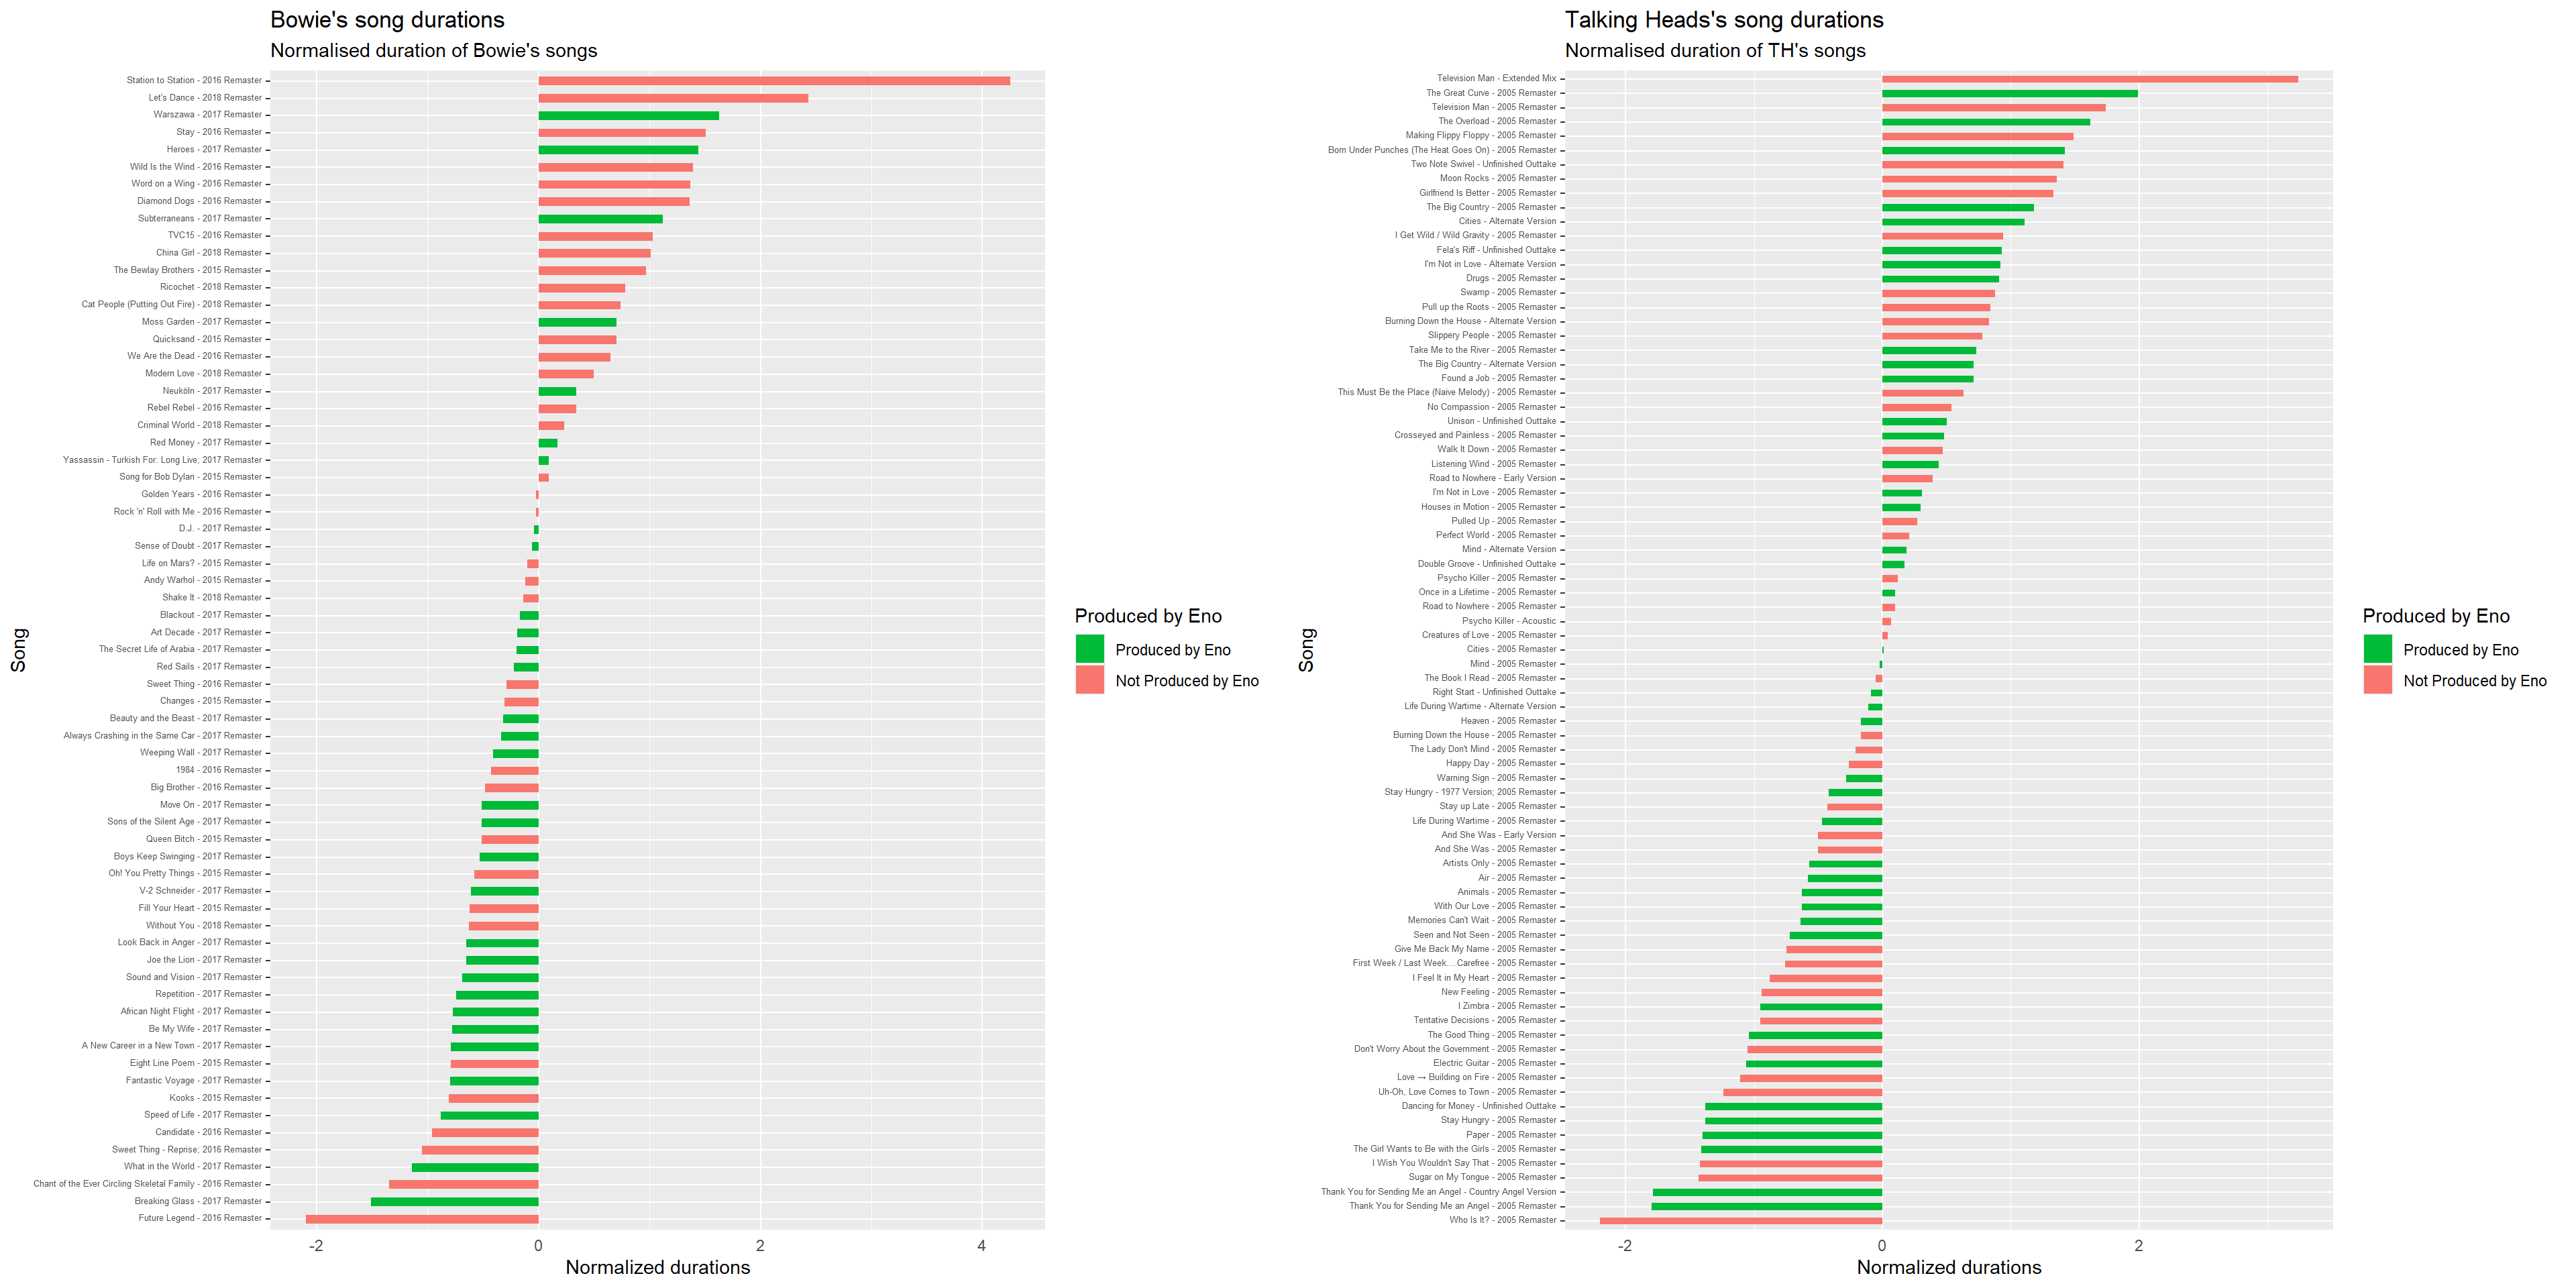 Bowie's song durations
Normalised duration of Bowie's songs
Song
Station to Station - 2016 Remaster
Let's Dance - 2018 Remaster
Warszawa - 2017 Remaster
Stay - 2016 Remaster
Heroes - 2017 Remaster
Wild Is the Wind - 2016 Remaster
Word on a Wing - 2016 Remaster
Diamond Dogs - 2016 Remaster
Subterraneans - 2017 Remaster
TVC15 - 2016 Remaster
China Girl - 2018 Remaster
The Bewlay Brothers - 2015 Remaster
Ricochet - 2018 Remaster
Cat People (Putting Out Fire) - 2018 Remaster
Moss Garden - 2017 Remaster
Quicksand - 2015 Remaster
We Are the Dead - 2016 Remaster
Modern Love - 2018 Remaster
Neuköln - 2017 Remaster
Rebel Rebel - 2016 Remaster
Criminal World - 2018 Remaster
Red Money - 2017 Remaster
Yassassin - Turkish For: Long Live; 2017 Remaster
Song for Bob Dylan - 2015 Remaster
Golden Years - 2016 Remaster
Rock 'n' Roll with Me - 2016 Remaster
D.J. - 2017 Remaster
Sense of Doubt - 2017 Remaster
Life on Mars? - 2015 Remaster
Andy Warhol - 2015 Remaster
Shake It - 2018 Remaster
Blackout - 2017 Remaster
Art Decade - 2017 Remaster
The Secret Life of Arabia - 2017 Remaster
Red Sails - 2017 Remaster
Sweet Thing - 2016 Remaster
Changes - 2015 Remaster
Beauty and the Beast - 2017 Remaster
Always Crashing in the Same Car - 2017 Remaster
Weeping Wall - 2017 Remaster
1984 - 2016 Remaster
Big Brother - 2016 Remaster
Move On - 2017 Remaster
Sons of the Silent Age - 2017 Remaster
Queen Bitch - 2015 Remaster
Boys Keep Swinging - 2017 Remaster
Oh! You Pretty Things - 2015 Remaster
V-2 Schneider - 2017 Remaster
Fill Your Heart - 2015 Remaster
Without You - 2018 Remaster
Look Back in Anger - 2017 Remaster
Joe the Lion - 2017 Remaster
Sound and Vision - 2017 Remaster
Repetition - 2017 Remaster
African Night Flight - 2017 Remaster
Be My Wife - 2017 Remaster
A New Career in a New Town - 2017 Remaster
Eight Line Poem - 2015 Remaster
Fantastic Voyage - 2017 Remaster
Kooks - 2015 Remaster
Speed of Life - 2017 Remaster
Candidate - 2016 Remaster
Sweet Thing - Reprise; 2016 Remaster
What in the World - 2017 Remaster
Chant of the Ever Circling Skeletal Family - 2016 Remaster
Breaking Glass - 2017 Remaster
Future Legend - 2016 Remaster
-2 0 2 4
Normalized durations
Produced by Eno
Produced by Eno
Not Produced by Eno
Talking Heads's song durations
Normalised duration of TH's songs
Song
Television Man - Extended Mix
The Great Curve - 2005 Remaster
Television Man - 2005 Remaster
The Overload - 2005 Remaster
Making Flippy Floppy - 2005 Remaster
Born Under Punches (The Heat Goes On) - 2005 Remaster
Two Note Swivel - Unfinished Outtake
Moon Rocks - 2005 Remaster
Girlfriend Is Better - 2005 Remaster
The Big Country - 2005 Remaster
Cities - Alternate Version
I Get Wild / Wild Gravity - 2005 Remaster
Fela's Riff - Unfinished Outtake
I'm Not in Love - Alternate Version
Drugs - 2005 Remaster
Swamp - 2005 Remaster
Pull up the Roots - 2005 Remaster
Burning Down the House - Alternate Version
Slippery People - 2005 Remaster
Take Me to the River - 2005 Remaster
The Big Country - Alternate Version
Found a Job - 2005 Remaster
This Must Be the Place (Naive Melody) - 2005 Remaster
No Compassion - 2005 Remaster
Unison - Unfinished Outtake
Crosseyed and Painless - 2005 Remaster
Walk It Down - 2005 Remaster
Listening Wind - 2005 Remaster
Road to Nowhere - Early Version
I'm Not in Love - 2005 Remaster
Houses in Motion - 2005 Remaster
Pulled Up - 2005 Remaster
Perfect World - 2005 Remaster
Mind - Alternate Version
Double Groove - Unfinished Outtake
Psycho Killer - 2005 Remaster
Once in a Lifetime - 2005 Remaster
Road to Nowhere - 2005 Remaster
Psycho Killer - Acoustic
Creatures of Love - 2005 Remaster
Cities - 2005 Remaster
Mind - 2005 Remaster
The Book I Read - 2005 Remaster
Right Start - Unfinished Outtake
Life During Wartime - Alternate Version
Heaven - 2005 Remaster
Burning Down the House - 2005 Remaster
The Lady Don't Mind - 2005 Remaster
Happy Day - 2005 Remaster
Warning Sign - 2005 Remaster
Stay Hungry - 1977 Version; 2005 Remaster
Stay up Late - 2005 Remaster
Life During Wartime - 2005 Remaster
And She Was - Early Version
And She Was - 2005 Remaster
Artists Only - 2005 Remaster
Air - 2005 Remaster
Animals - 2005 Remaster
With Our Love - 2005 Remaster
Memories Can't Wait - 2005 Remaster
Seen and Not Seen - 2005 Remaster
Give Me Back My Name - 2005 Remaster
First Week / Last Week....Carefree - 2005 Remaster
I Feel It in My Heart - 2005 Remaster
New Feeling - 2005 Remaster
I Zimbra - 2005 Remaster
Tentative Decisions - 2005 Remaster
The Good Thing - 2005 Remaster
Don't Worry About the Government - 2005 Remaster
Electric Guitar - 2005 Remaster
Love → Building on Fire - 2005 Remaster
Uh-Oh, Love Comes to Town - 2005 Remaster
Dancing for Money - Unfinished Outtake
Stay Hungry - 2005 Remaster
Paper - 2005 Remaster
The Girl Wants to Be with the Girls - 2005 Remaster
I Wish You Wouldn't Say That - 2005 Remaster
Sugar on My Tongue - 2005 Remaster
Thank You for Sending Me an Angel - Country Angel Version
Thank You for Sending Me an Angel - 2005 Remaster
Who Is It? - 2005 Remaster
-2 0 2
Normalized durations
Produced by Eno
Produced by Eno
Not Produced by Eno